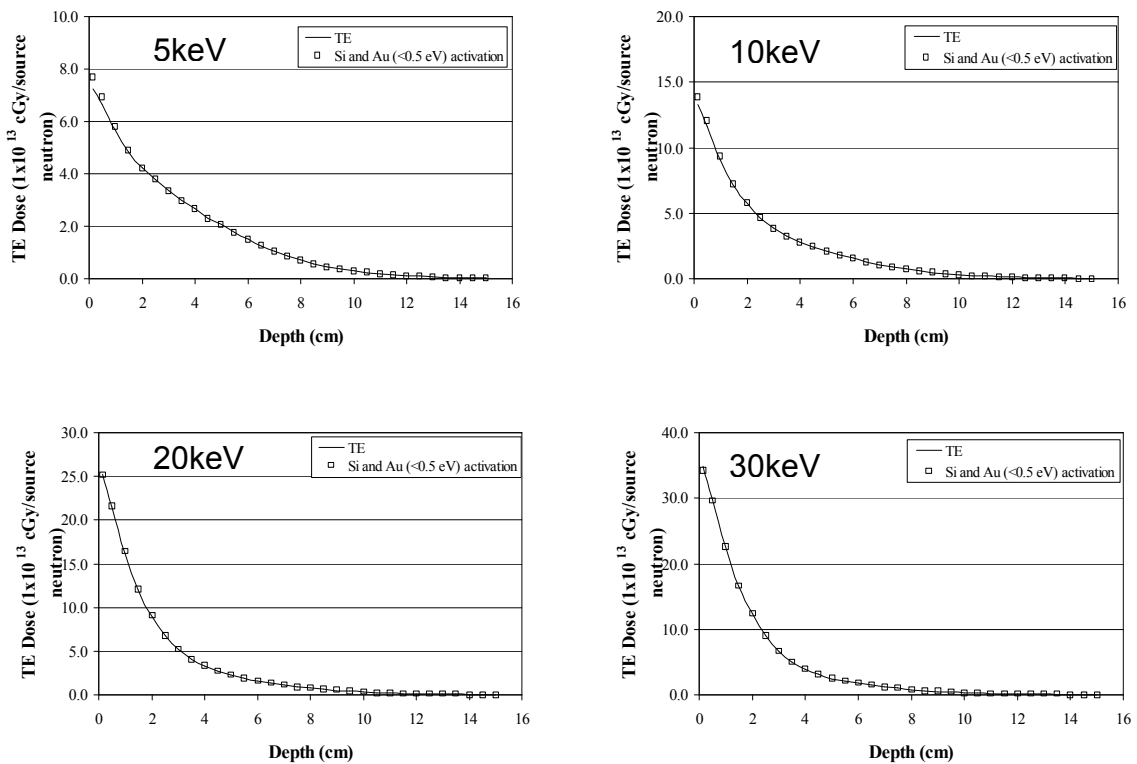 10.0
8.0
6.0
4.0
2.0
0.0
5keV
TE
Si and Au (<0.5 eV) activation
TE Dose (1x10 13 cGy/source
neutron)
0 2 4 6 8 10 12 14 16
Depth (cm)
20.0
15.0
10.0
5.0
0.0
10keV
TE
Si and Au (<0.5 eV) activation
TE Dose (1x10 13 cGy/source
neutron)
0 2 4 6 8 10 12 14 16
Depth (cm)
30.0
25.0
20.0
15.0
10.0
5.0
0.0
20keV
TE
Si and Au (<0.5 eV) activation
TE Dose (1x10 13 cGy/source
neutron)
0 2 4 6 8 10 12 14 16
Depth (cm)
40.0
30.0
20.0
10.0
0.0
30keV
TE
Si and Au (<0.5 eV) activation
TE Dose (1x10 13 cGy/source
neutron)
0 2 4 6 8 10 12 14 16
Depth (cm)